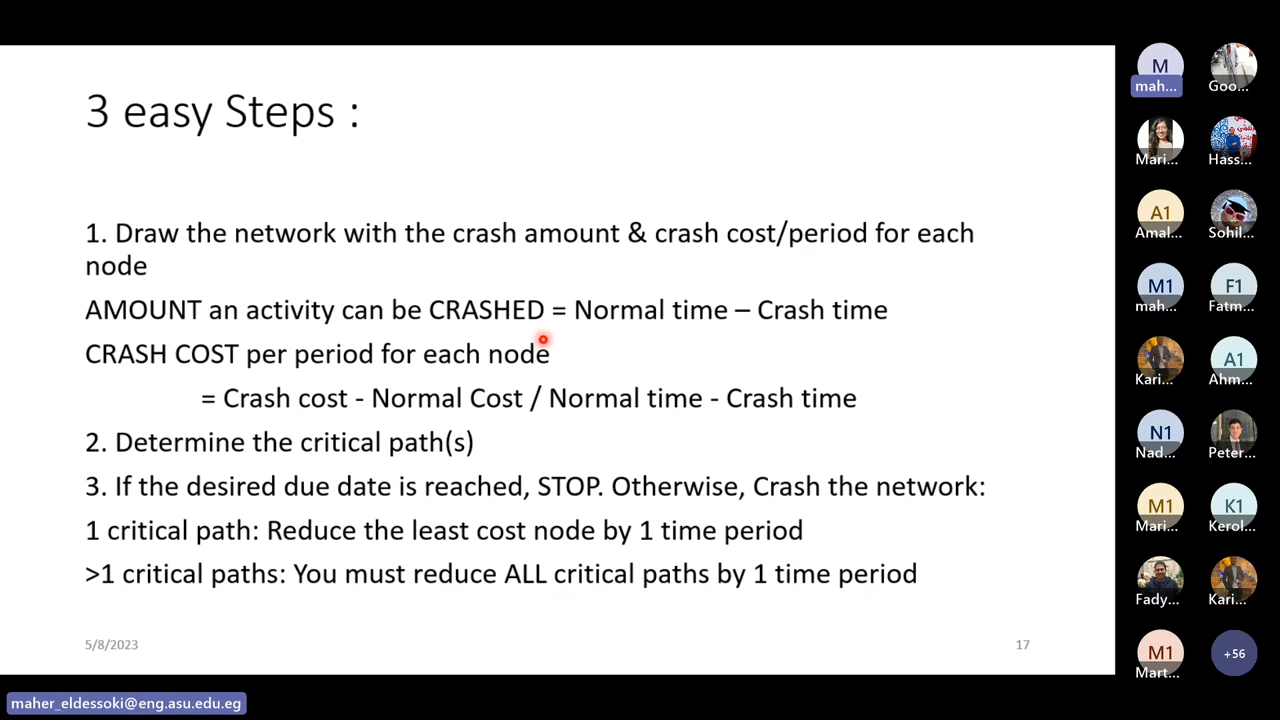 3 easy Steps :
1. Draw the network with the crash amount & crash cost/period for each
node
AMOUNT an activity can be CRASHED = Normal time – Crash time
CRASH COST per period for each node
= Crash cost - Normal Cost / Normal time - Crash time
2. Determine the critical path(s)
3. If the desired due date is reached, STOP. Otherwise, Crash the network:
1 critical path: Reduce the least cost node by 1 time period
>1 critical paths: You must reduce ALL critical paths by 1 time period
5/8/2023
17
M
mah...
Goo...
Mari...
Hass...
A1
Amal...
Sohil...
M1
mah...
F1
Fatm...
Kari...
A1
Ahm...
N1
Nad...
Peter...
M1
Mari...
K1
Kerol...
Fady...
Kari...
M1
Mart...
+56
maher_eldessoki@eng.asu.edu.eg